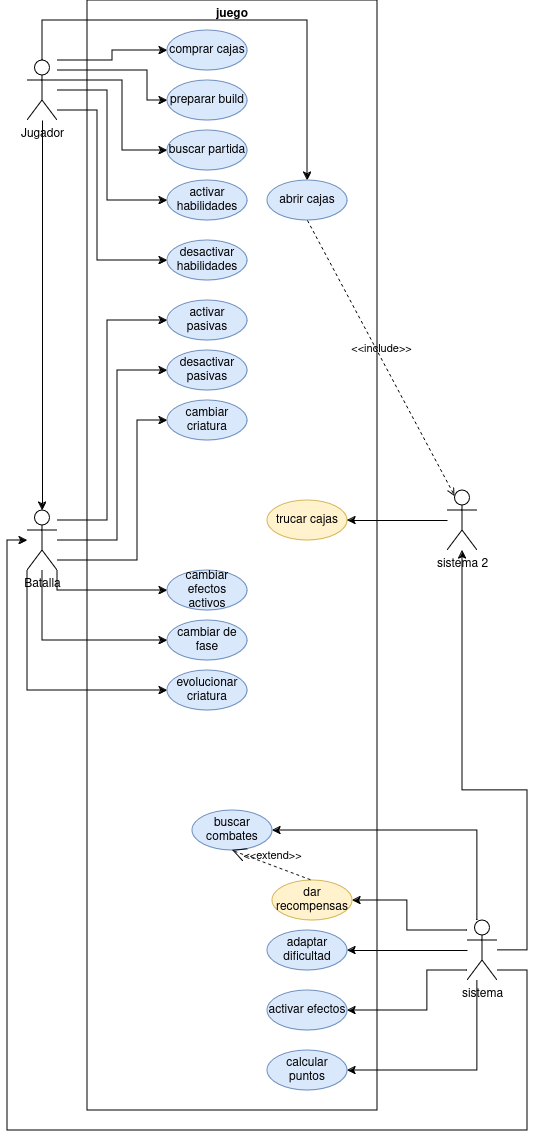 juego
comprar cajas
Jugador
preparar build
buscar partida
activar
habilidades
abrir cajas
desactivar
habilidades
activar
pasivas
<<include>>
desactivar
pasivas
cambiar
criatura
trucar cajas
sistema 2
Batalla
cambiar
efectos
activos
cambiar de
fase
evolucionar
criatura
buscar
combates
<<extend>>
dar
recompensas
adaptar
dificultad
sistema
activar efectos
calcular
puntos